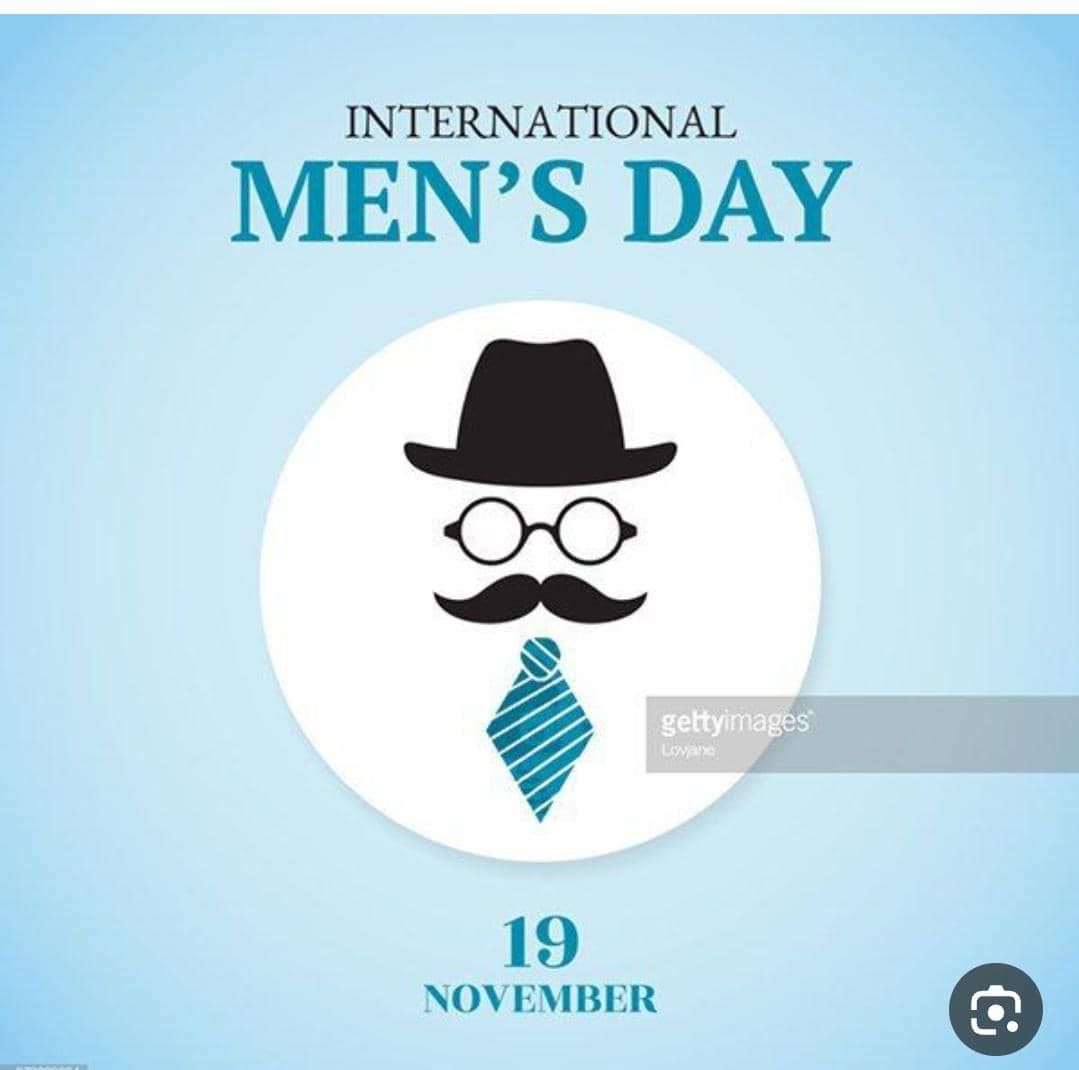 INTERNATIONAL
MEN'S DAY
gettyimages®
Lovjane
19
NOVEMBER